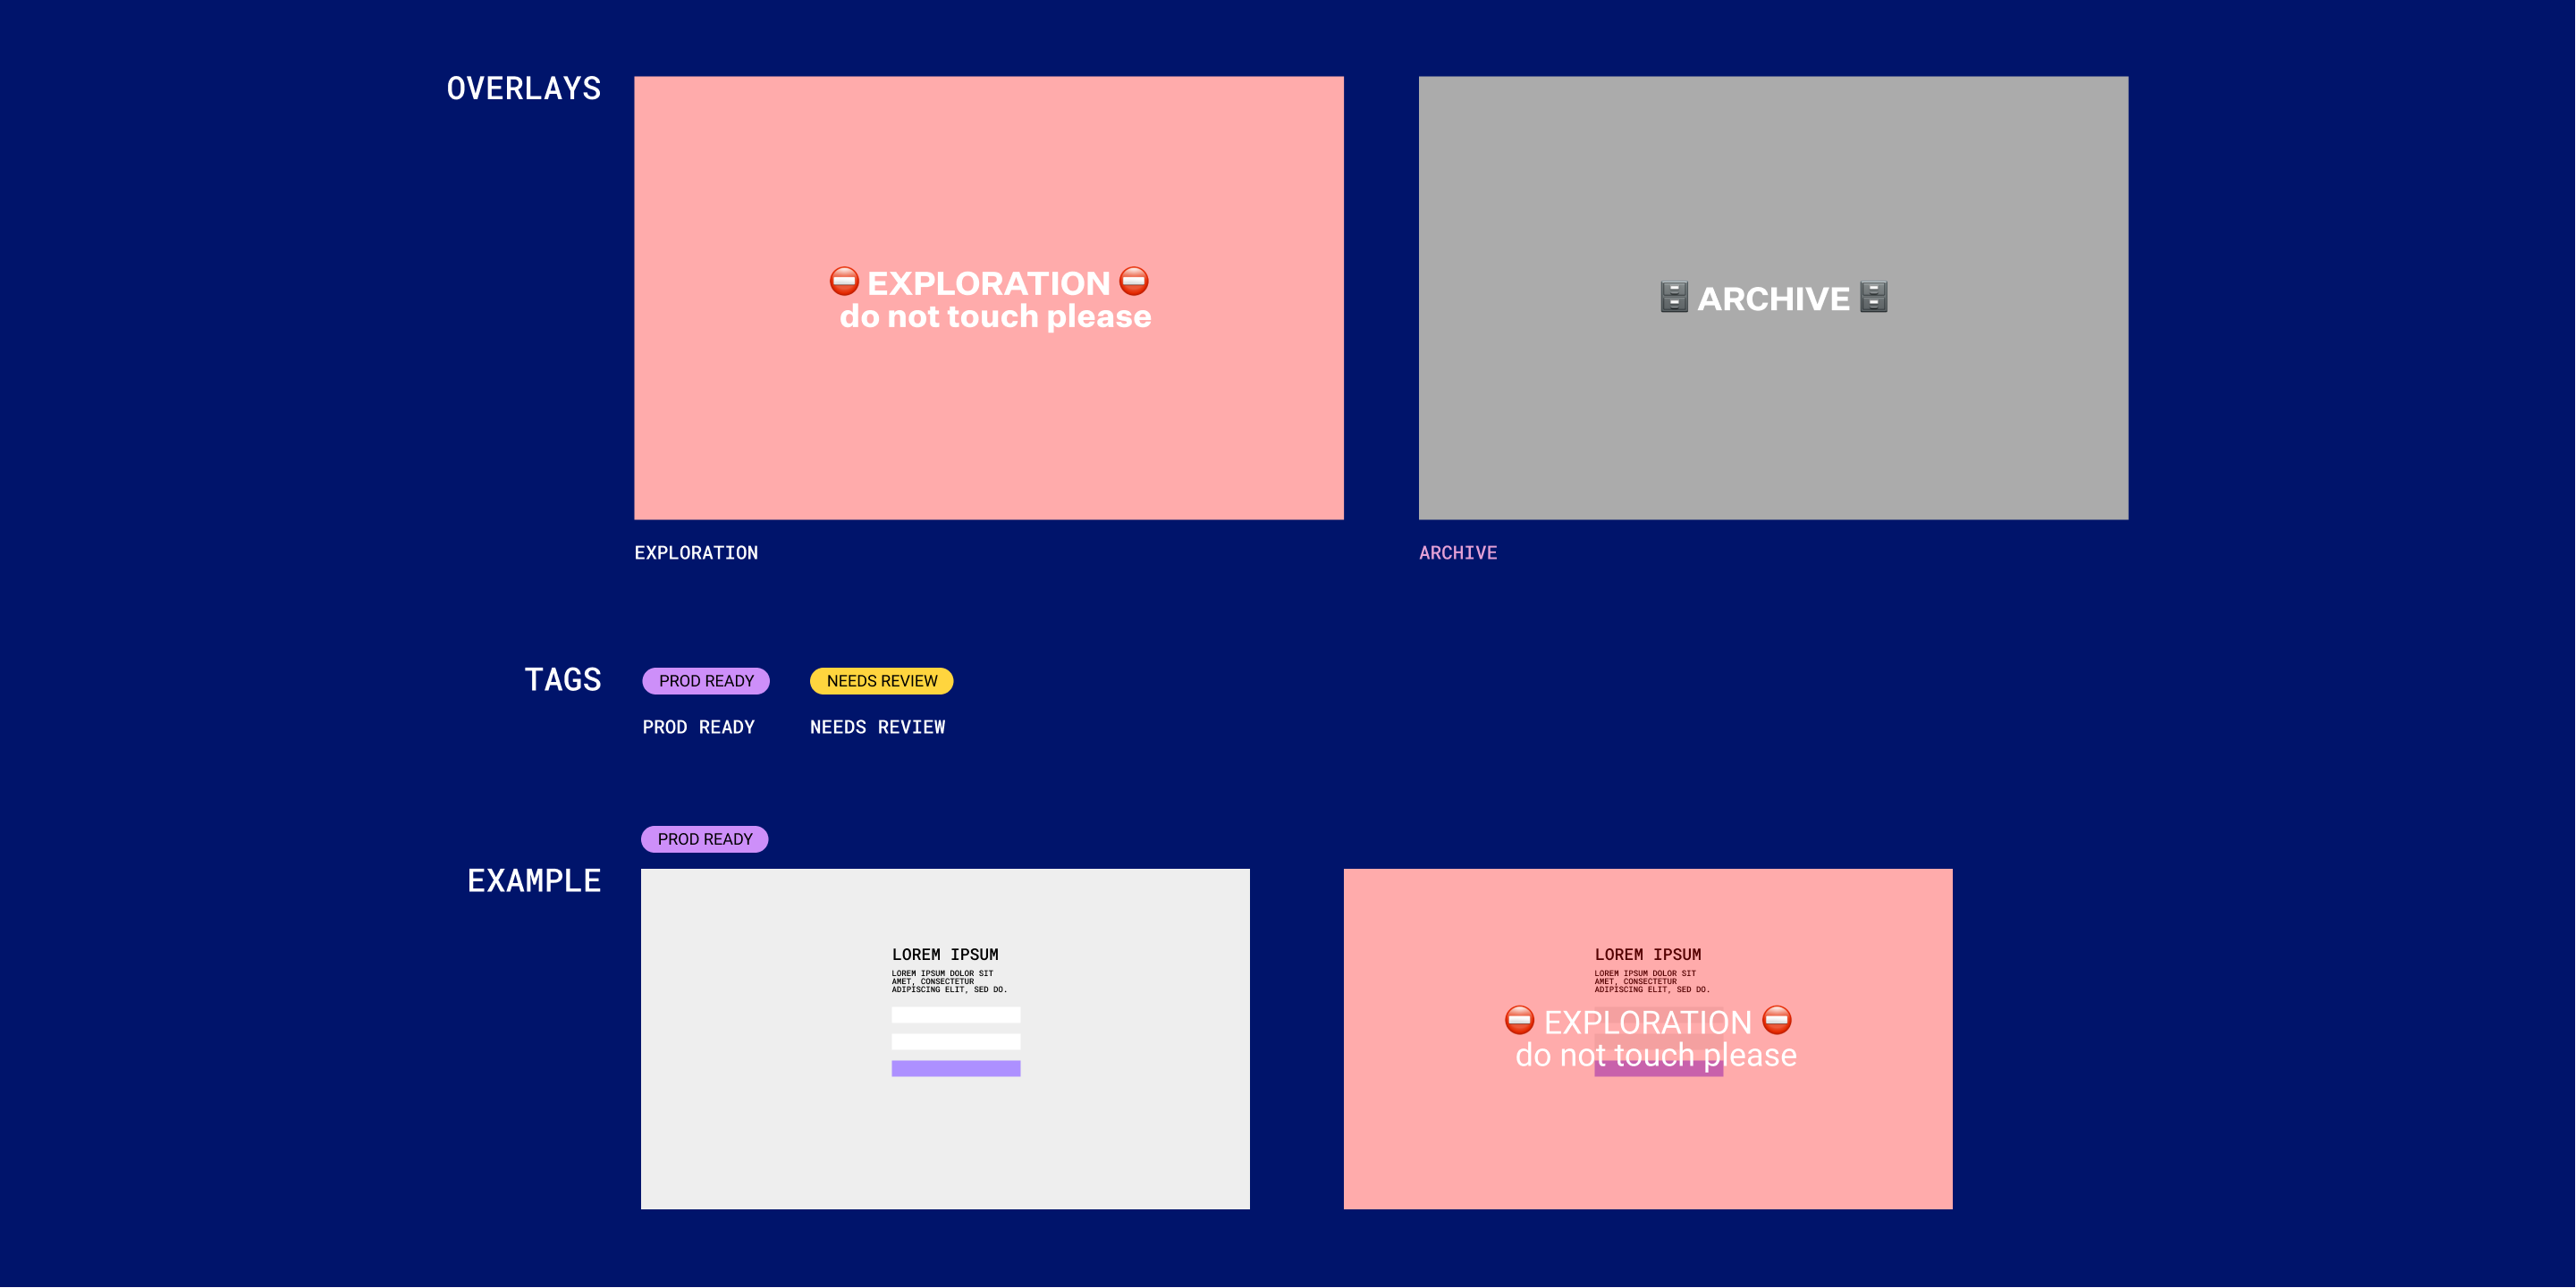 OVERLAYS
⛔ EXPLORATION ⛔
do not touch please
🗄 ARCHIVE 🗄
EXPLORATION
ARCHIVE
TAGS
PROD READY
NEEDS REVIEW
PROD READY
NEEDS REVIEW
PROD READY
EXAMPLE
LOREM IPSUM
LOREM IPSUM DOLOR SIT
AMET, CONSECTETUR
ADIPISCING ELIT, SED DO.
LOREM IPSUM
LOREM IPSUM DOLOR SIT
AMET, CONSECTETUR
ADIPISCING ELIT, SED DO.
⛔ EXPLORATION ⛔
do not touch please